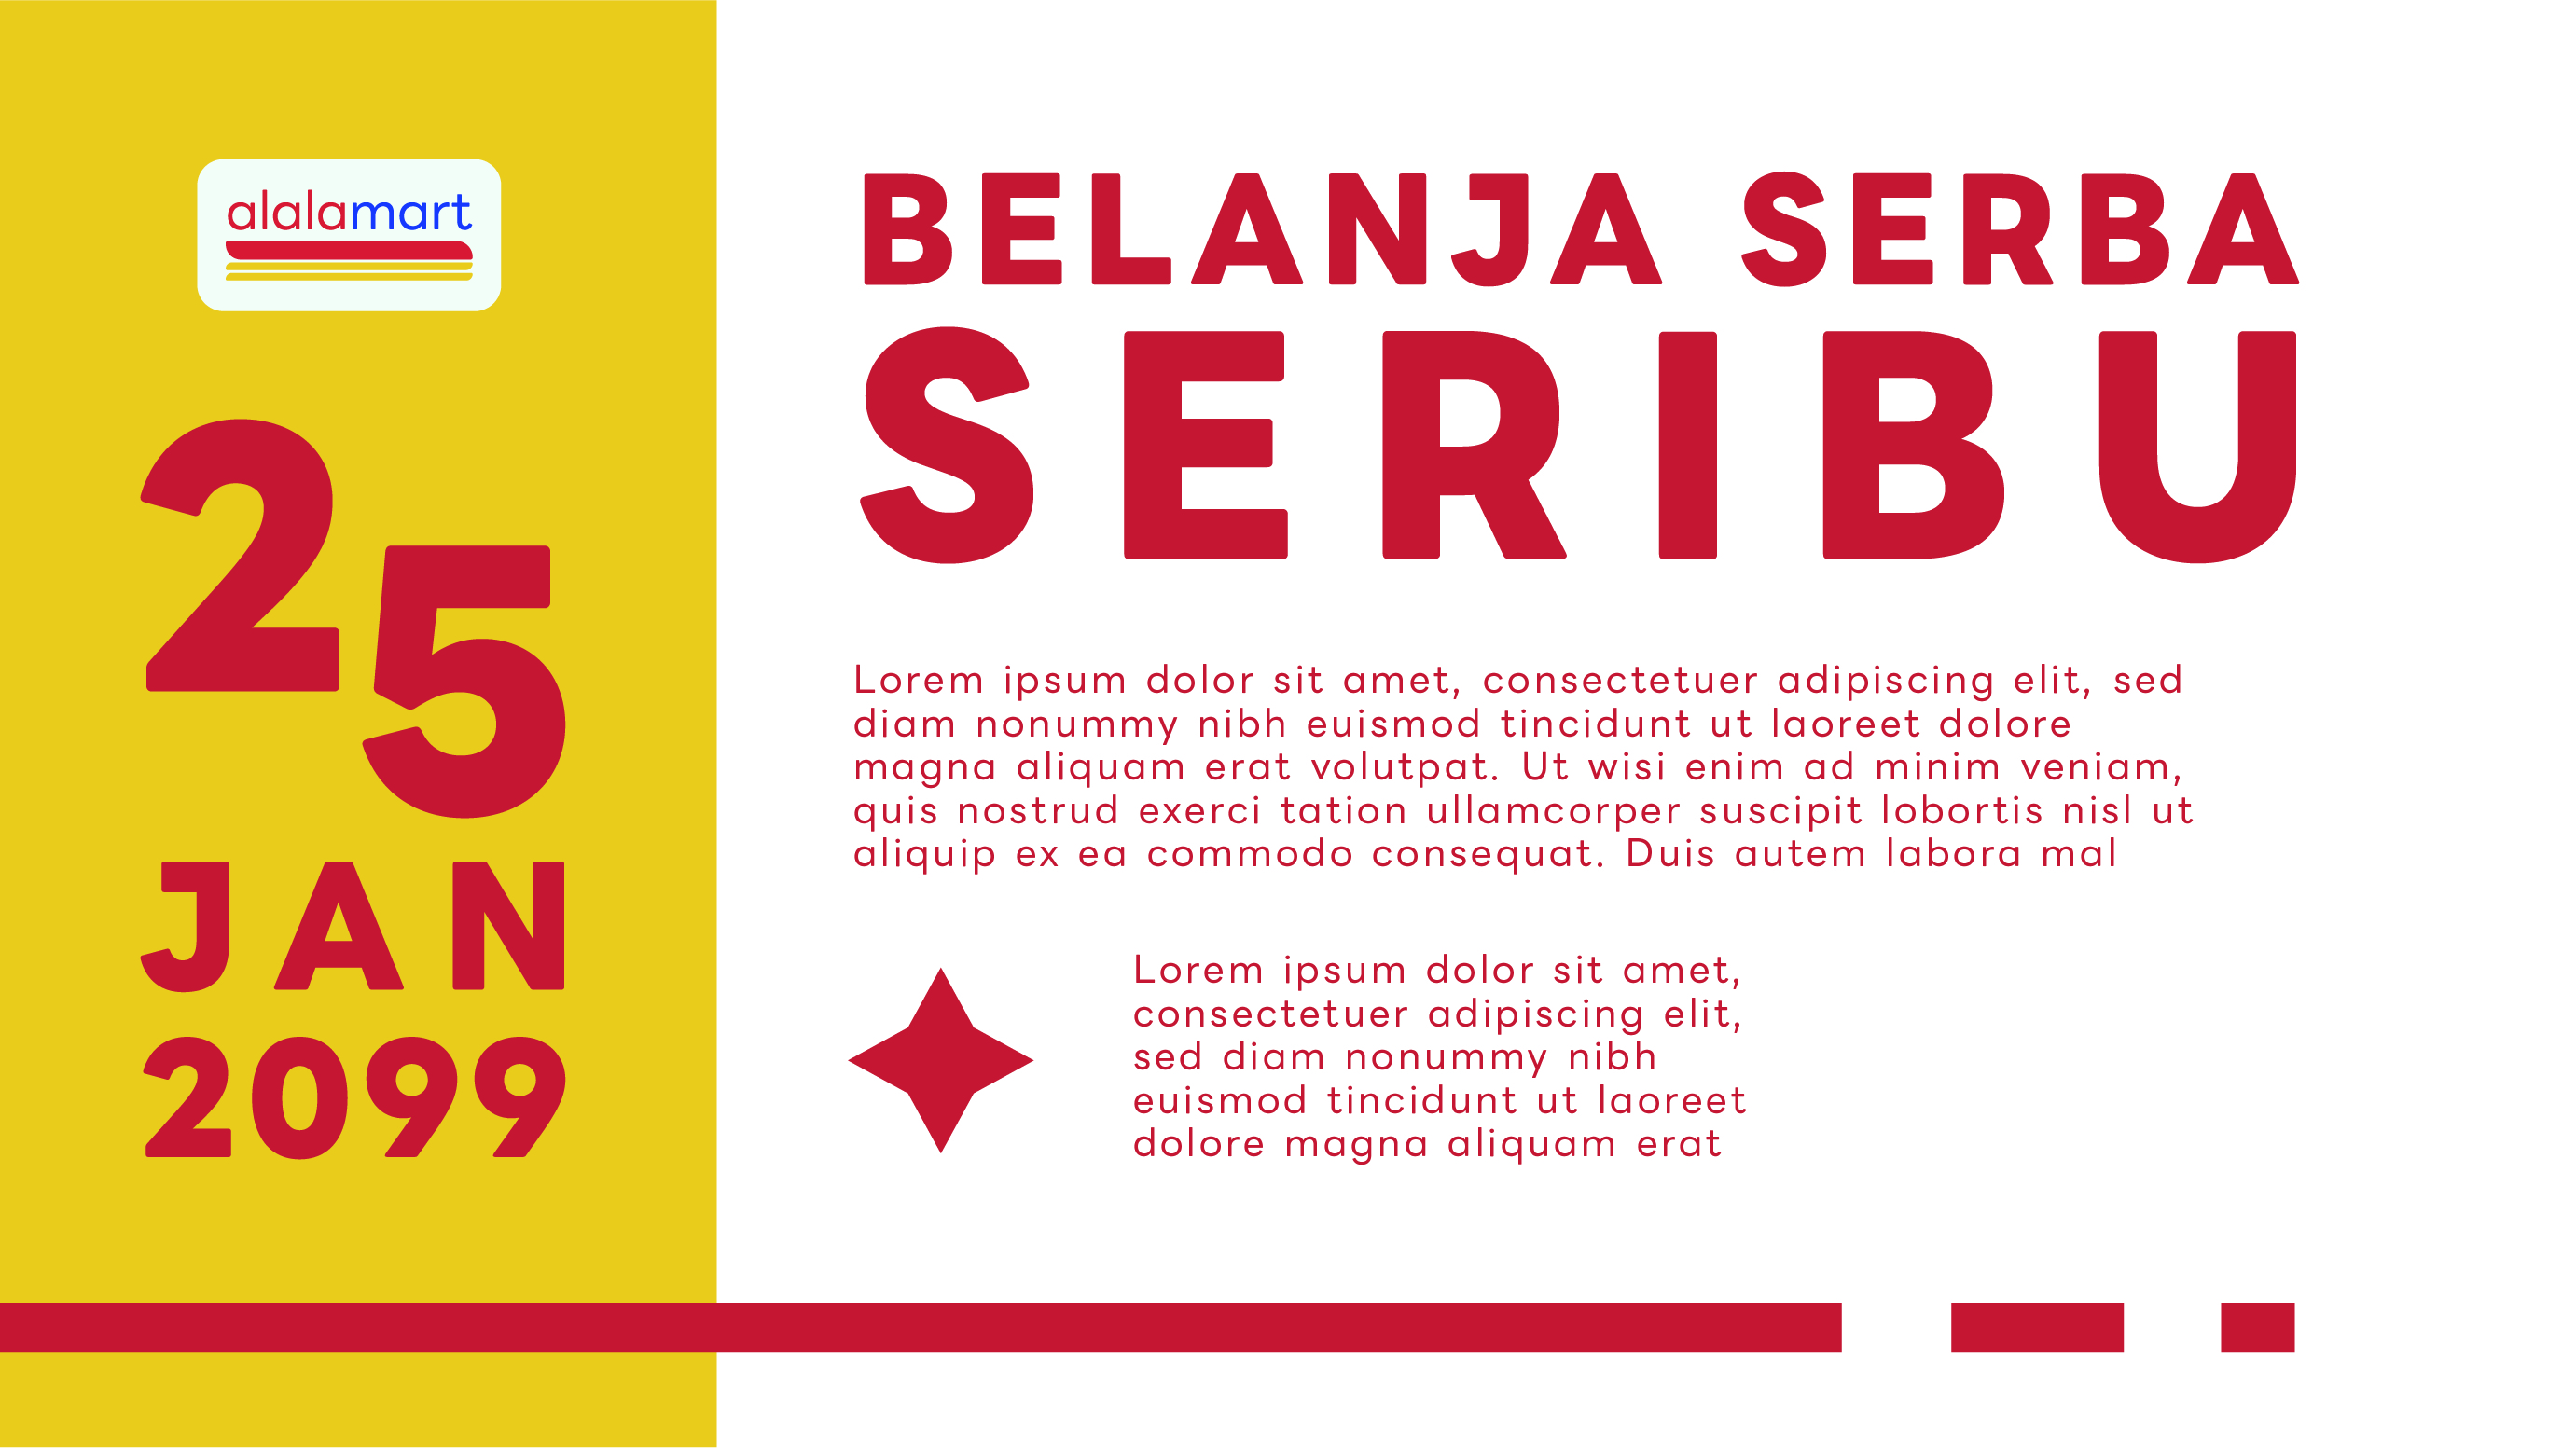 alalamart
25
JAN
2099
BELANJA SERBA
SERIBU
Lorem ipsum dolor sit amet, consectetuer adipiscing elit, sed
diam nonummy nibh euismod tincidunt ut laoreet dolore
magna aliquam erat volutpat. Ut wisi enim ad minim veniam,
quis nostrud exerci tation ullamcorper suscipit lobortis nisl ut
aliquip ex ea commodo consequat. Duis autem labora mal
Lorem ipsum dolor sit amet,
consectetuer adipiscing elit,
sed diam nonummy nibh
euismod tincidunt ut laoreet
dolore magna aliquam erat